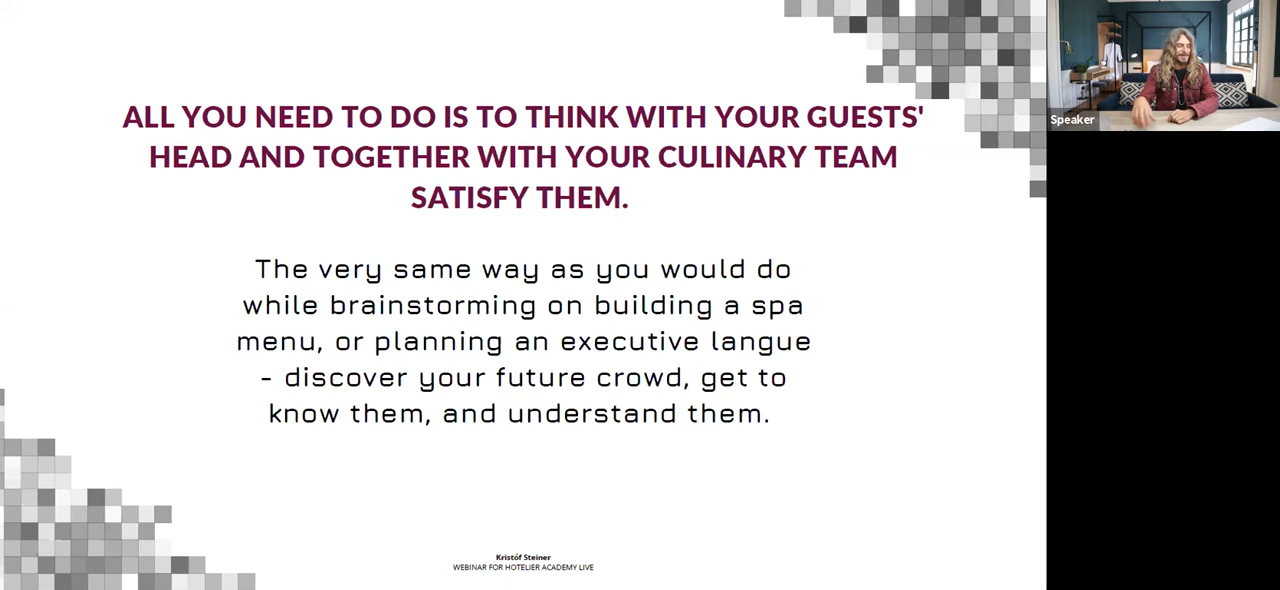 ALL YOU NEED TO DO IS TO THINK WITH YOUR GUESTS'
HEAD AND TOGETHER WITH YOUR CULINARY TEAM
SATISFY THEM.
The very same way as you would do
while brainstorming on building a spa
menu, or planning an executive langue
- discover your future crowd, get to
know them, and understand them.
Kristóf Steiner
WEBINAR FOR HOTELIER ACADEMY LIVE
Speaker